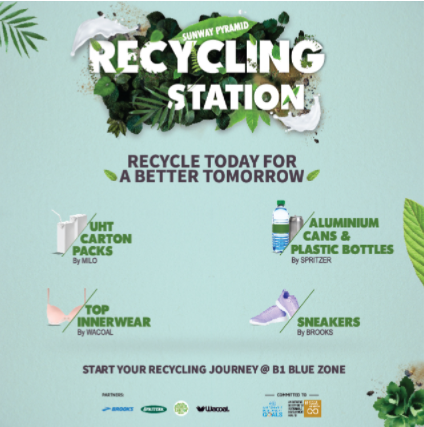 SUNWAY PYRAMID
RECYCLING
STATION
RECYCLE TODAY FOR
A BETTER TOMORROW
UHT
CARTON
PACKS
By MILO
ALUMINIUM
CANS &
PLASTIC BOTTLES
By SPRITZER
TOP
INNERWEAR
By WACOAL
SNEAKERS
By BROOKS
START YOUR RECYCLING JOURNEY @ B1 BLUE ZONE
PARTNERS:
BROOKS
SPRITZER
Wacoal
COMMITTED TO